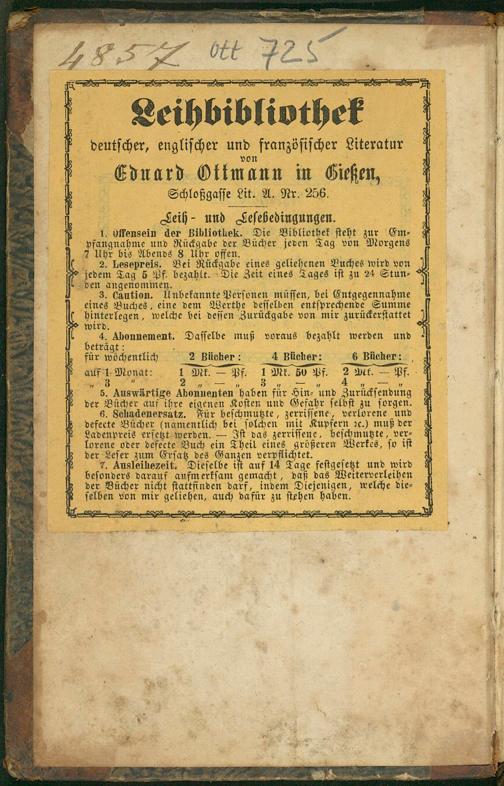 4857 Ott 725
Leihbibliothek
deutscher, englischer und französischer Literatur
von
Eduard Ottmann in Gießen,
Schloßgasse Lit. A. Nr. 256.
Leih- und Lesebedingungen.
1. Offensein der Bibliothek. Die Bibliothek steht zur Em-
pfangnahme und Rückgabe der Bücher jeden Tag von Morgens
7 Uhr bis Abends 8 Uhr offen.
2. Lesepreis. Bei Rückgabe eines geliehenen Buches wird von
jedem Tag 5 Pf. bezahlt. Die Zeit eines Tages ist zu 24 Stun-
den angenommen.
3. Caution. Unbekannte Personen müssen, bei Entgegennahme
eines Buches, eine dem Werthe desselben entsprechende Summe
hinterlegen, welche bei dessen Zurückgabe von mir zurückerstattet
wird.
4. Abonnement. Dasselbe muß voraus bezahlt werden und
beträgt:
für wöchentlich 2 Bücher: 4 Bücher: 6 Bücher:
auf 1 Monat: 1 Mk. — Pf. 1 Mk. 50 Pf. 2 Mk. — Pf.
„ 3 „ 2 „ — „ 3 „ — „ 4 „ — „
5. Auswärtige Abonnenten haben für Hin- und Zurücksendung
der Bücher auf ihre eigenen Kosten und Gefahr selbst zu sorgen.
6. Schadenersatz. Für beschmutzte, zerrissene, verlorene und
defecte Bücher (namentlich bei solchen mit Kupfern ꝛc.) muß der
Ladenpreis ersetzt werden. — Ist das zerrissene, beschmutzte, ver-
lorene oder defecte Buch ein Theil eines größeren Werkes, so ist
der Leser zum Ersatz des Ganzen verpflichtet.
7. Ausleihezeit. Dieselbe ist auf 14 Tage festgesetzt und wird
besonders darauf aufmerksam gemacht, daß das Weiterverleihen
der Bücher nicht stattfinden darf, indem Diejenigen, welche die-
selben von mir geliehen, auch dafür zu stehen haben.